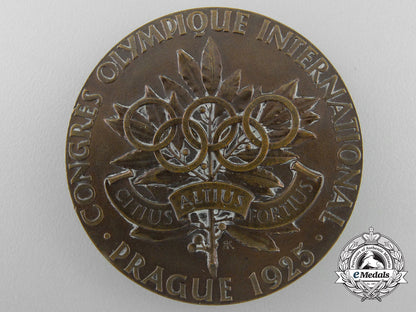 · CONGRÈS OLYMPIQUE INTERNATIONAL ·
PRAGUE 1925
CITIUS ALTIUS FORTIUS
eMedals